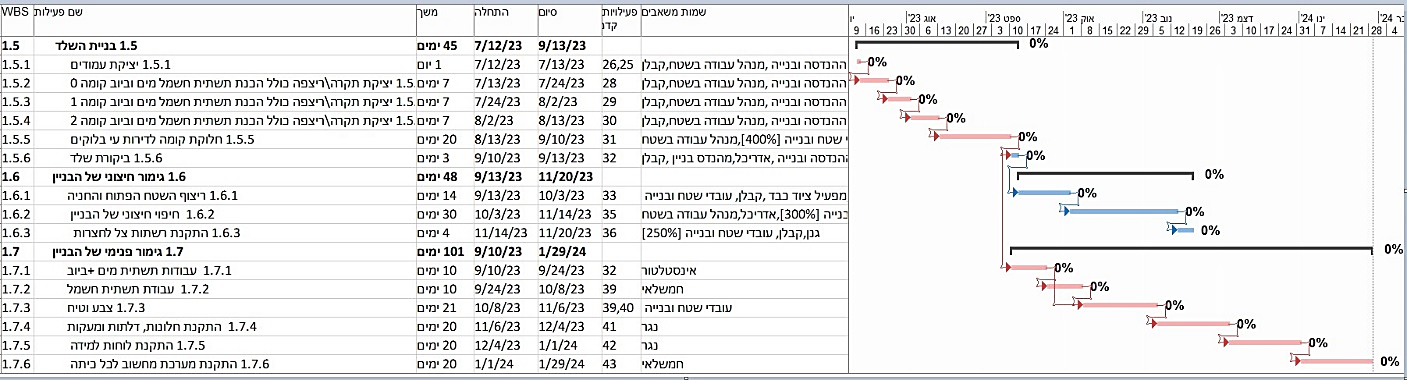 WBS שם פעילות משך התחלה סיום פעילויות קדמ שמות משאבים
יו אוג '23 ספט '23 אוק '23 נוב '23 דצמ '23 ינו '24 בר '24
9 16 23 30 6 13 20 27 3 10 17 24 1 8 15 22 29 5 12 19 26 3 10 17 24 31 7 14 21 28 4
1.5 1.5 בניית השלד 45 ימים 7/12/23 9/13/23 0%
1.5.1 1.5.1 יציקת עמודים 1 יום 7/12/23 7/13/23 26,25 ההנדסה ובנייה ,מנהל עבודה בשטח,קבלן 0%
1.5.2 1.5. יציקת תקרה\ריצפה כולל הכנת תשתית חשמל מים וביוב קומה 0 7 ימים 7/13/23 7/24/23 28 ההנדסה ובנייה ,מנהל עבודה בשטח,קבלן 0%
1.5.3 1.5. יציקת תקרה\ריצפה כולל הכנת תשתית חשמל מים וביוב קומה 1 7 ימים 7/24/23 8/2/23 29 ההנדסה ובנייה ,מנהל עבודה בשטח,קבלן 0%
1.5.4 1.5. יציקת תקרה\ריצפה כולל הכנת תשתית חשמל מים וביוב קומה 2 7 ימים 8/2/23 8/13/23 30 ההנדסה ובנייה ,מנהל עבודה בשטח,קבלן 0%
1.5.5 1.5.5 חלוקת קומה לדירות עי בלוקים 20 ימים 8/13/23 9/10/23 31 י שטח ובנייה [400%],מנהל עבודה בשטח 0%
1.5.6 1.5.6 ביקורת שלד 3 ימים 9/10/23 9/13/23 32 ההנדסה ובנייה ,אדריכל,מהנדס בניין ,קבלן 0%
1.6 1.6 גימור חיצוני של הבניין 48 ימים 9/13/23 11/20/23 0%
1.6.1 1.6.1 ריצוף השטח הפתוח והחניה 14 ימים 9/13/23 10/3/23 33 מפעיל ציוד כבד ,קבלן, עובדי שטח ובנייה 0%
1.6.2 1.6.2 חיפוי חיצוני של הבניין 30 ימים 10/3/23 11/14/23 35 בנייה [300%],אדריכל,מנהל עבודה בשטח 0%
1.6.3 1.6.3 התקנת רשתות צל לחצרות 4 ימים 11/14/23 11/20/23 36 גנן,קבלן, עובדי שטח ובנייה [250%] 0%
1.7 1.7 גימור פנימי של הבניין 101 ימים 9/10/23 1/29/24 0%
1.7.1 1.7.1 עבודות תשתית מים +ביוב 10 ימים 9/10/23 9/24/23 32 אינסטלטור 0%
1.7.2 1.7.2 עבודת תשתית חשמל 10 ימים 9/24/23 10/8/23 39 חמשלאי 0%
1.7.3 1.7.3 צבע וטיח 21 ימים 10/8/23 11/6/23 39,40 עובדי שטח ובנייה 0%
1.7.4 1.7.4 התקנת חלונות, דלתות ומעקות 20 ימים 11/6/23 12/4/23 41 נגר 0%
1.7.5 1.7.5 התקנת לוחות למידה 20 ימים 12/4/23 1/1/24 42 נגר 0%
1.7.6 1.7.6 התקנת מערכת מחשוב לכל כיתה 20 ימים 1/1/24 1/29/24 43 חמשלאי 0%